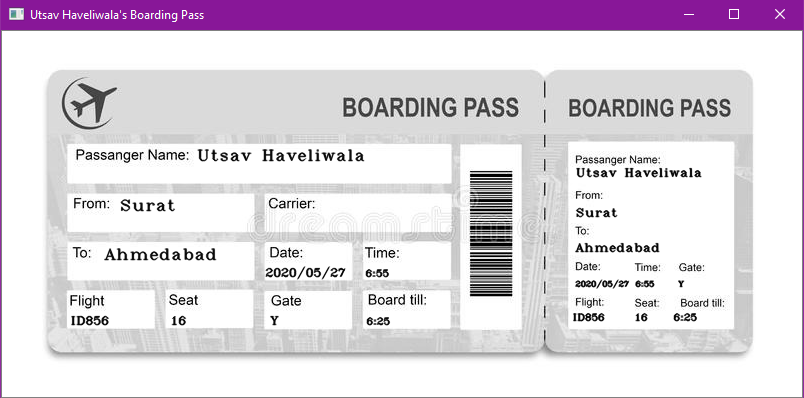 Utsav Haveliwala's Boarding Pass
BOARDING PASS
Passanger Name: Utsav Haveliwala
From: Surat
Carrier:
To: Ahmedabad
Date:
2020/05/27
Time:
6:55
Flight
ID856
Seat
16
Gate
Y
Board till:
6:25
dreamstime
BOARDING PASS
Passanger Name:
Utsav Haveliwala
From:
Surat
To:
Ahmedabad
Date: Time: Gate:
2020/05/27 6:55 Y
Flight: Seat: Board till:
ID856 16 6:25